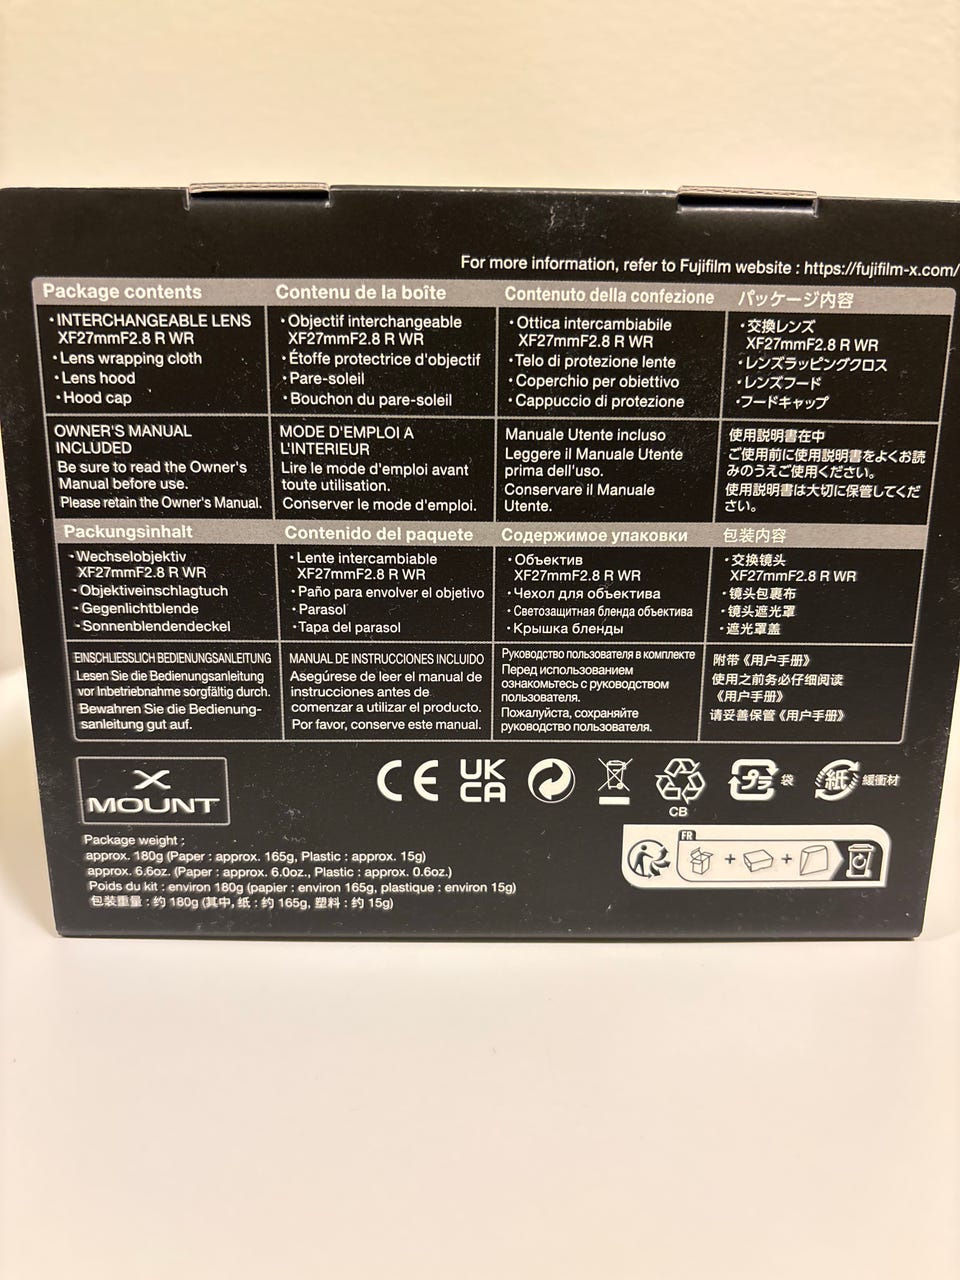 For more information, refer to Fujifilm website : https://fujifilm-x.com/
Package contents
・INTERCHANGEABLE LENS
XF27mmF2.8 R WR
・Lens wrapping cloth
・Lens hood
・Hood cap
OWNER'S MANUAL
INCLUDED
Be sure to read the Owner's
Manual before use.
Please retain the Owner's Manual.
Contenu de la boîte
・Objectif interchangeable
XF27mmF2.8 R WR
・Étoffe protectrice d'objectif
・Pare-soleil
・Bouchon du pare-soleil
MODE D'EMPLOI A
L'INTERIEUR
Lire le mode d'emploi avant
toute utilisation.
Conserver le mode d'emploi.
Contenuto della confezione
・Ottica intercambiabile
XF27mmF2.8 R WR
・Telo di protezione lente
・Coperchio per obiettivo
・Cappuccio di protezione
Manuale Utente incluso
Leggere il Manuale Utente
prima dell'uso.
Conservare il Manuale
Utente.
パッケージ内容
・交換レンズ
XF27mmF2.8 R WR
・レンズラッピングクロス
・レンズフード
・フードキャップ
使用説明書在中
ご使用前に使用説明書をよくお読
みのうえご使用ください。
使用説明書は大切に保管してくだ
さい。
Packungsinhalt
・Wechselobjektiv
XF27mmF2.8 R WR
・Objektiveinschlagtuch
・Gegenlichtblende
・Sonnenblendendeckel
EINSCHLIESSLICH BEDIENUNGSANLEITUNG
Lesen Sie die Bedienungsanleitung
vor Inbetriebnahme sorgfältig durch.
Bewahren Sie die Bedienung-
sanleitung gut auf.
Contenido del paquete
・Lente intercambiable
XF27mmF2.8 R WR
・Paño para envolver el objetivo
・Parasol
・Tapa del parasol
MANUAL DE INSTRUCCIONES INCLUIDO
Asegúrese de leer el manual de
instrucciones antes de
comenzar a utilizar el producto.
Por favor, conserve este manual.
Содержимое упаковки
・Объектив
XF27mmF2.8 R WR
・Чехол для объектива
・Светозащитная бленда объектива
・Крышка бленды
Руководство пользователя в комплекте
Перед использованием
ознакомьтесь с руководством
пользователя.
Пожалуйста, сохраняйте
руководство пользователя.
包装内容
・交换镜头
XF27mmF2.8 R WR
・镜头包裹布
・镜头遮光罩
・遮光罩盖
附带《用户手册》
使用之前务必仔细阅读
《用户手册》
请妥善保管《用户手册》
X
MOUNT
CE
UK
CA
CB
プラ
袋
紙
緩衝材
FR
+ +
Package weight :
approx. 180g (Paper : approx. 165g, Plastic : approx. 15g)
approx. 6.6oz. (Paper : approx. 6.0oz., Plastic : approx. 0.6oz.)
Poids du kit : environ 180g (papier : environ 165g, plastique : environ 15g)
包装重量 : 约 180g (其中, 纸 : 约 165g, 塑料 : 约 15g)